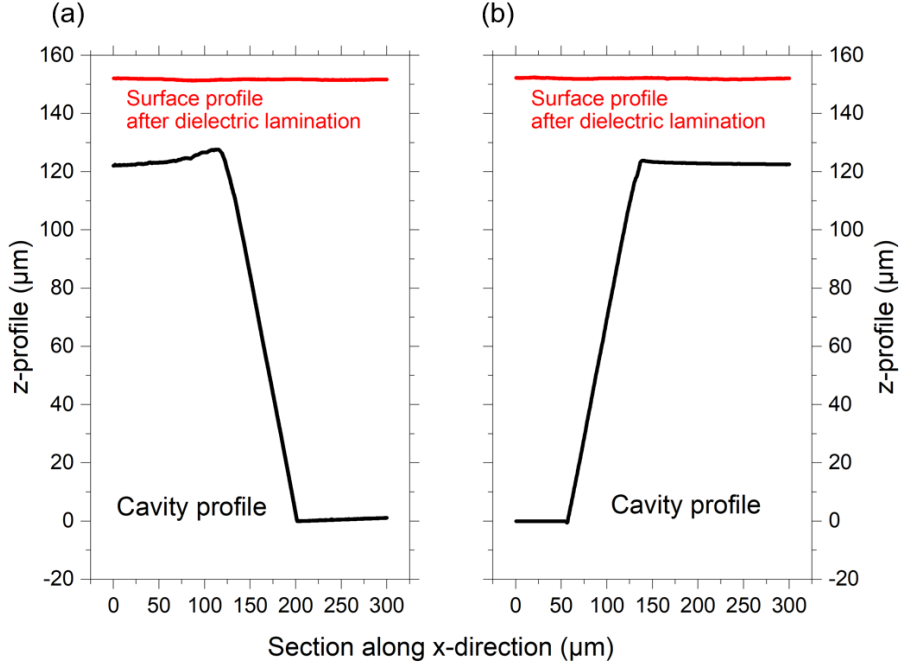 (a)
(b)
160
140
120
100
80
60
40
20
0
-20
z-profile (µm)
Surface profile
after dielectric lamination
Cavity profile
0 50 100 150 200 250 300
Surface profile
after dielectric lamination
Cavity profile
0 50 100 150 200 250 300
160
140
120
100
80
60
40
20
0
-20
z-profile (µm)
Section along x-direction (µm)